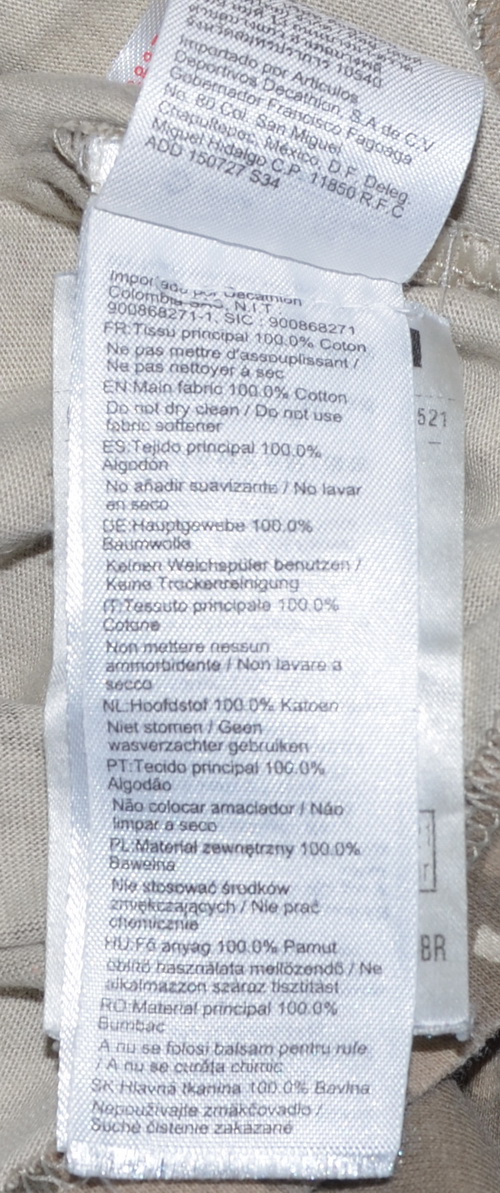 10540
Importado por Artículos
Deportivos Decathlon, S.A de C.V
Gobernador Francisco Fagoaga
No. 80 Col. San Miguel
Chapultepec, México, D.F. Deleg.
Miguel Hidalgo C.P. 11850 R.F.C
ADD 150727 S34
Importado por Decathlon
Colombia SAS, N.I.T.
900868271-1, SIC : 900868271
FR:Tissu principal 100.0% Coton
Ne pas mettre d'assouplissant /
Ne pas nettoyer à sec
EN:Main fabric 100.0% Cotton
Do not dry clean / Do not use
fabric softener
ES:Tejido principal 100.0%
Algodón
No añadir suavizante / No lavar
en seco
DE:Hauptgewebe 100.0%
Baumwolle
Keinen Weichspüler benutzen /
Keine Trockenreinigung
IT:Tessuto principale 100.0%
Cotone
Non mettere nessun
ammorbidente / Non lavare a
secco
NL:Hoofdstof 100.0% Katoen
Niet stomen / Geen
wasverzachter gebruiken
PT:Tecido principal 100.0%
Algodão
Não colocar amaciador / Não
limpar a seco
PL:Materiał zewnętrzny 100.0%
Bawełna
Nie stosować środków
zmiękczających / Nie prać
chemicznie
HU:Fő anyag 100.0% Pamut
öblítő használata mellőzendő / Ne
alkalmazzon száraz tisztítást
RO:Material principal 100.0%
Bumbac
A nu se folosi balsam pentru rufe
/ A nu se curăța chimic
SK:Hlavná tkanina 100.0% Bavlna
Nepoužívajte zmäkčovadlo /
Suché čistenie zakázané
521
BR